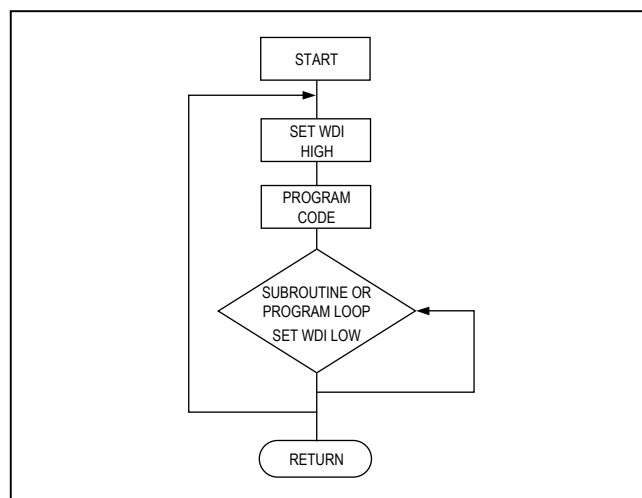 START
SET WDI
HIGH
PROGRAM
CODE
SUBROUTINE OR
PROGRAM LOOP
SET WDI LOW
RETURN